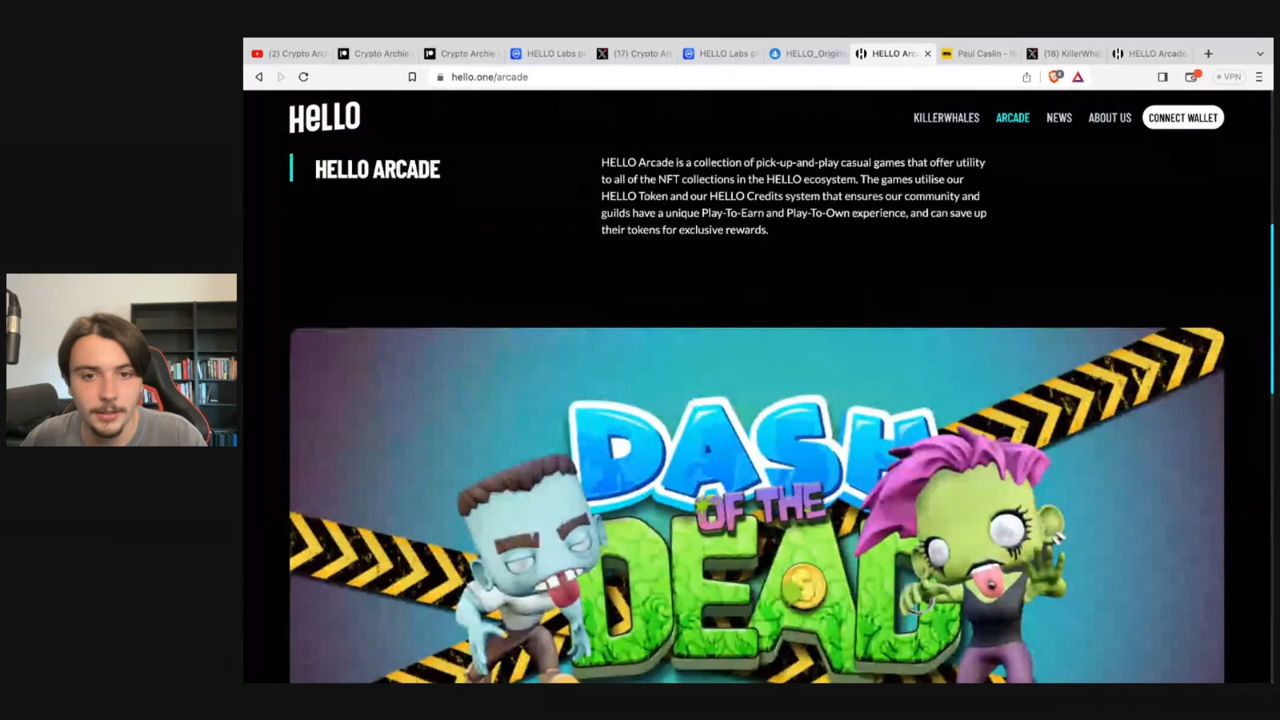 (2) Crypto Arc
Crypto Archie
Crypto Archie
HELLO Labs p
(17) Crypto Ar
HELLO Labs p
HELLO_Origins
HELLO Arc
Paul Caslin -
(18) KillerWha
HELLO Arcade
hello.one/arcade
VPN
HeLLO
KILLERWHALES
ARCADE
NEWS
ABOUT US
CONNECT WALLET
HELLO ARCADE
HELLO Arcade is a collection of pick-up-and-play casual games that offer utility
to all of the NFT collections in the HELLO ecosystem. The games utilise our
HELLO Token and our HELLO Credits system that ensures our community and
guilds have a unique Play-To-Earn and Play-To-Own experience, and can save up
their tokens for exclusive rewards.
DASH
OF THE
DEAD